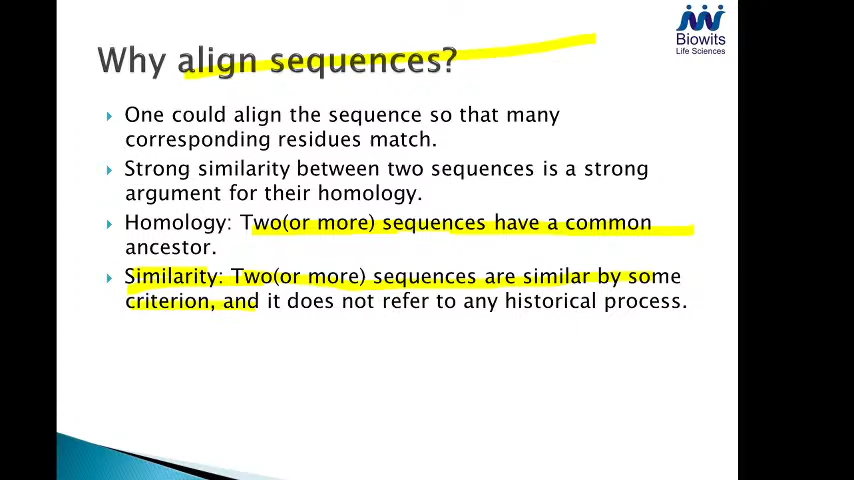 Biowits
Life Sciences
Why align sequences?
One could align the sequence so that many
corresponding residues match.
Strong similarity between two sequences is a strong
argument for their homology.
Homology: Two(or more) sequences have a common
ancestor.
Similarity: Two(or more) sequences are similar by some
criterion, and it does not refer to any historical process.